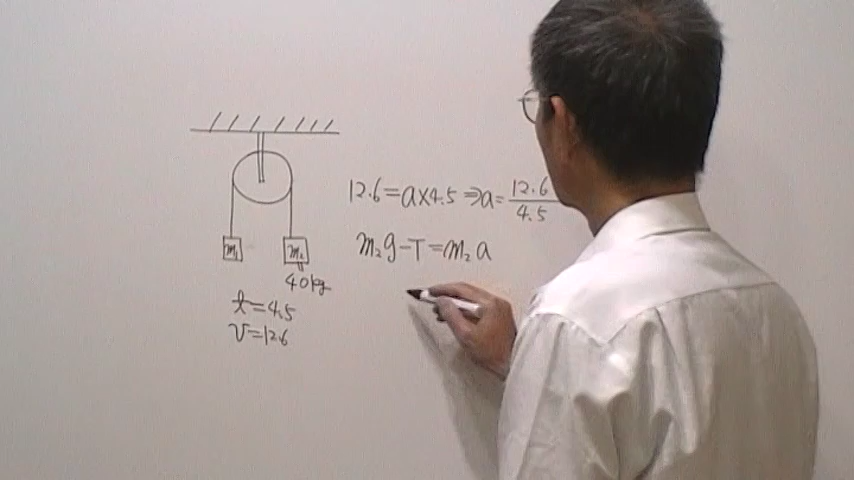 m₁
m₂
40kg
t=4.5
v=12.6
12.6=a×4.5⇒a=12.6/4.5
m₂g-T=m₂a